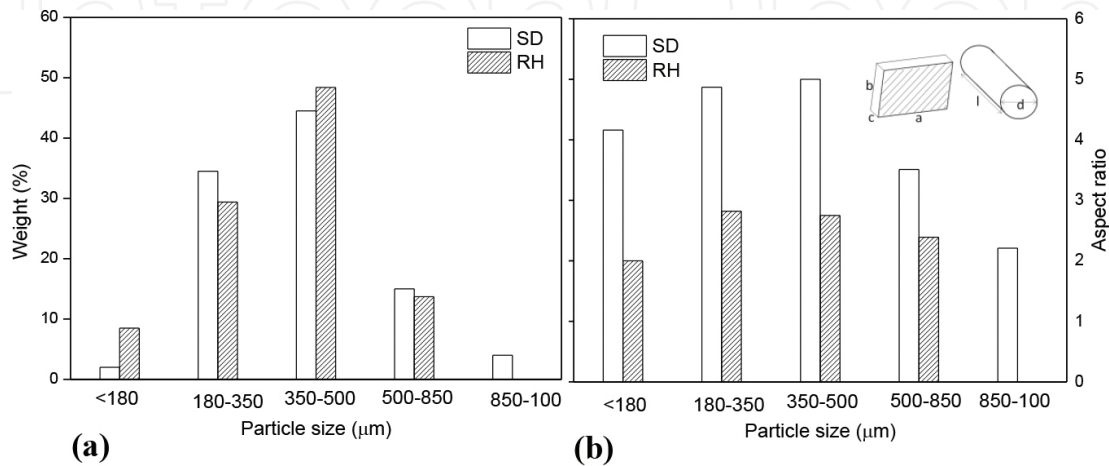 60
50
40
30
20
10
0
Weight (%)
SD
RH
<180
180-350
350-500
500-850
850-100
Particle size (μm)
(a)
SD
RH
b
c
a
l
d
6
5
4
3
2
1
0
Aspect ratio
<180
180-350
350-500
500-850
850-100
Particle size (μm)
(b)